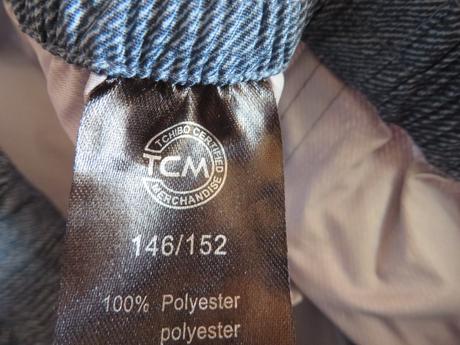 TCHIBO CERTIFIED
TCM
MERCHANDISE
146/152
100% Polyester
polyester